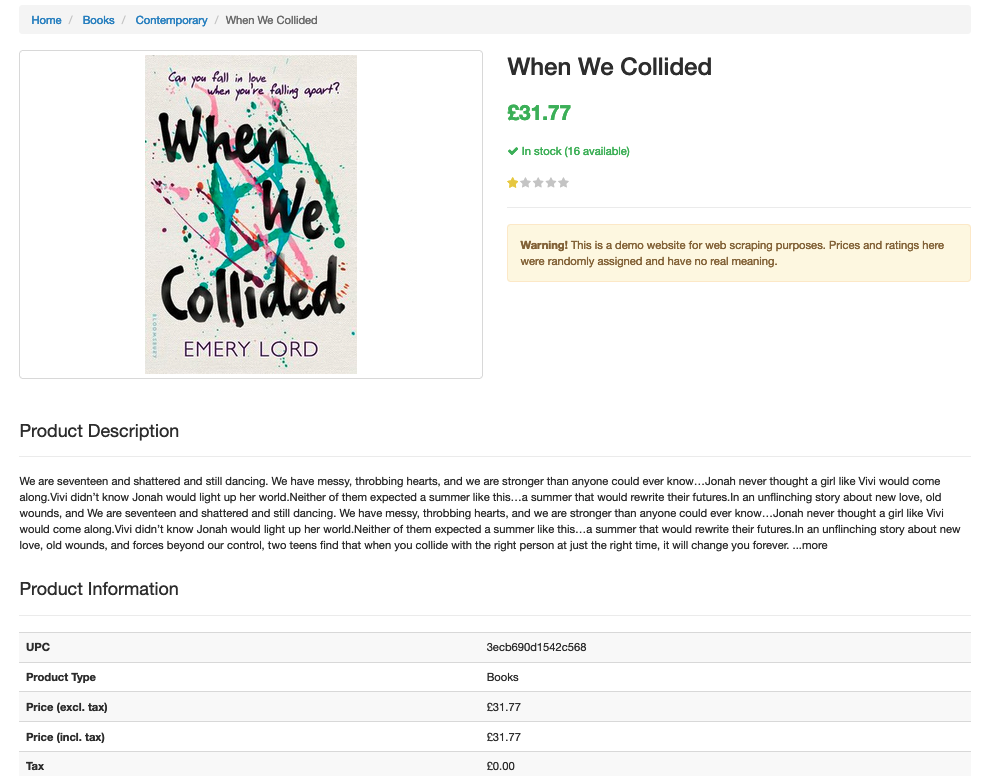 Home / Books / Contemporary / When We Collided
Can you fall in love
when you're falling apart?
When
We
Collided
BLOOMSBURY
EMERY LORD
When We Collided
£31.77
In stock (16 available)
Warning! This is a demo website for web scraping purposes. Prices and ratings here
were randomly assigned and have no real meaning.
Product Description
We are seventeen and shattered and still dancing. We have messy, throbbing hearts, and we are stronger than anyone could ever know…Jonah never thought a girl like Vivi would come
along.Vivi didn’t know Jonah would light up her world.Neither of them expected a summer like this…a summer that would rewrite their futures.In an unflinching story about new love, old
wounds, and We are seventeen and shattered and still dancing. We have messy, throbbing hearts, and we are stronger than anyone could ever know…Jonah never thought a girl like Vivi
would come along.Vivi didn’t know Jonah would light up her world.Neither of them expected a summer like this…a summer that would rewrite their futures.In an unflinching story about new
love, old wounds, and forces beyond our control, two teens find that when you collide with the right person at just the right time, it will change you forever. ...more
Product Information
UPC 3ecb690d1542c568
Product Type Books
Price (excl. tax) £31.77
Price (incl. tax) £31.77
Tax £0.00